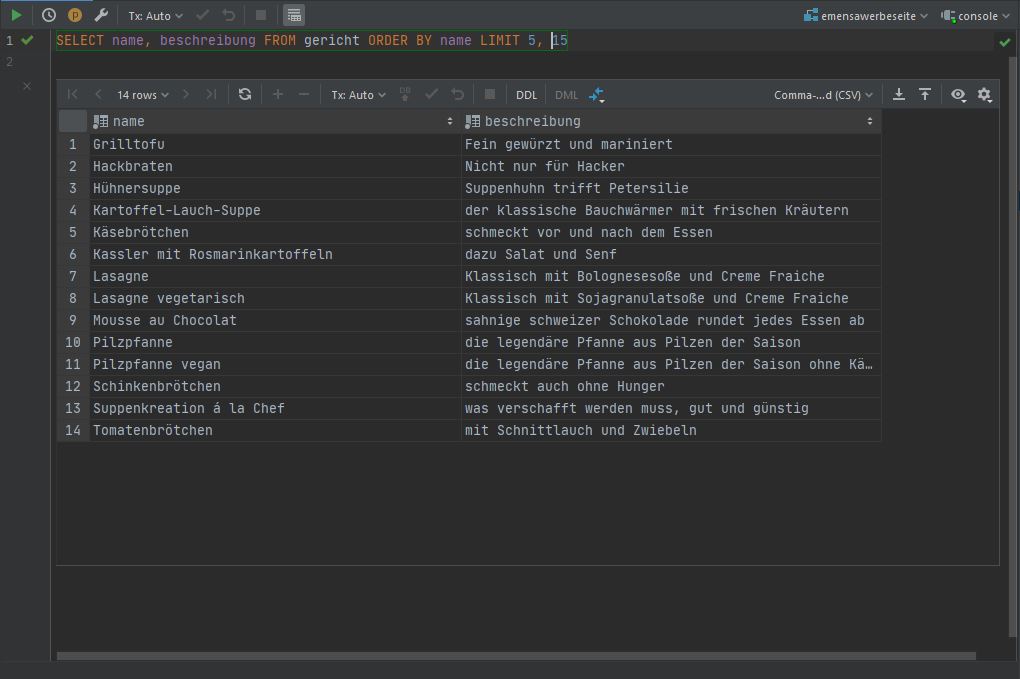 Tx: Auto emensawerbeseite console
1 SELECT name, beschreibung FROM gericht ORDER BY name LIMIT 5, 15
2
14 rows Tx: Auto DB DDL DML Comma-...d (CSV)
name beschreibung
1 Grilltofu Fein gewürzt und mariniert
2 Hackbraten Nicht nur für Hacker
3 Hühnersuppe Suppenhuhn trifft Petersilie
4 Kartoffel-Lauch-Suppe der klassische Bauchwärmer mit frischen Kräutern
5 Käsebrötchen schmeckt vor und nach dem Essen
6 Kassler mit Rosmarinkartoffeln dazu Salat und Senf
7 Lasagne Klassisch mit Bolognesesoße und Creme Fraiche
8 Lasagne vegetarisch Klassisch mit Sojagranulatsoße und Creme Fraiche
9 Mousse au Chocolat sahnige schweizer Schokolade rundet jedes Essen ab
10 Pilzpfanne die legendäre Pfanne aus Pilzen der Saison
11 Pilzpfanne vegan die legendäre Pfanne aus Pilzen der Saison ohne Kä…
12 Schinkenbrötchen schmeckt auch ohne Hunger
13 Suppenkreation á la Chef was verschafft werden muss, gut und günstig
14 Tomatenbrötchen mit Schnittlauch und Zwiebeln